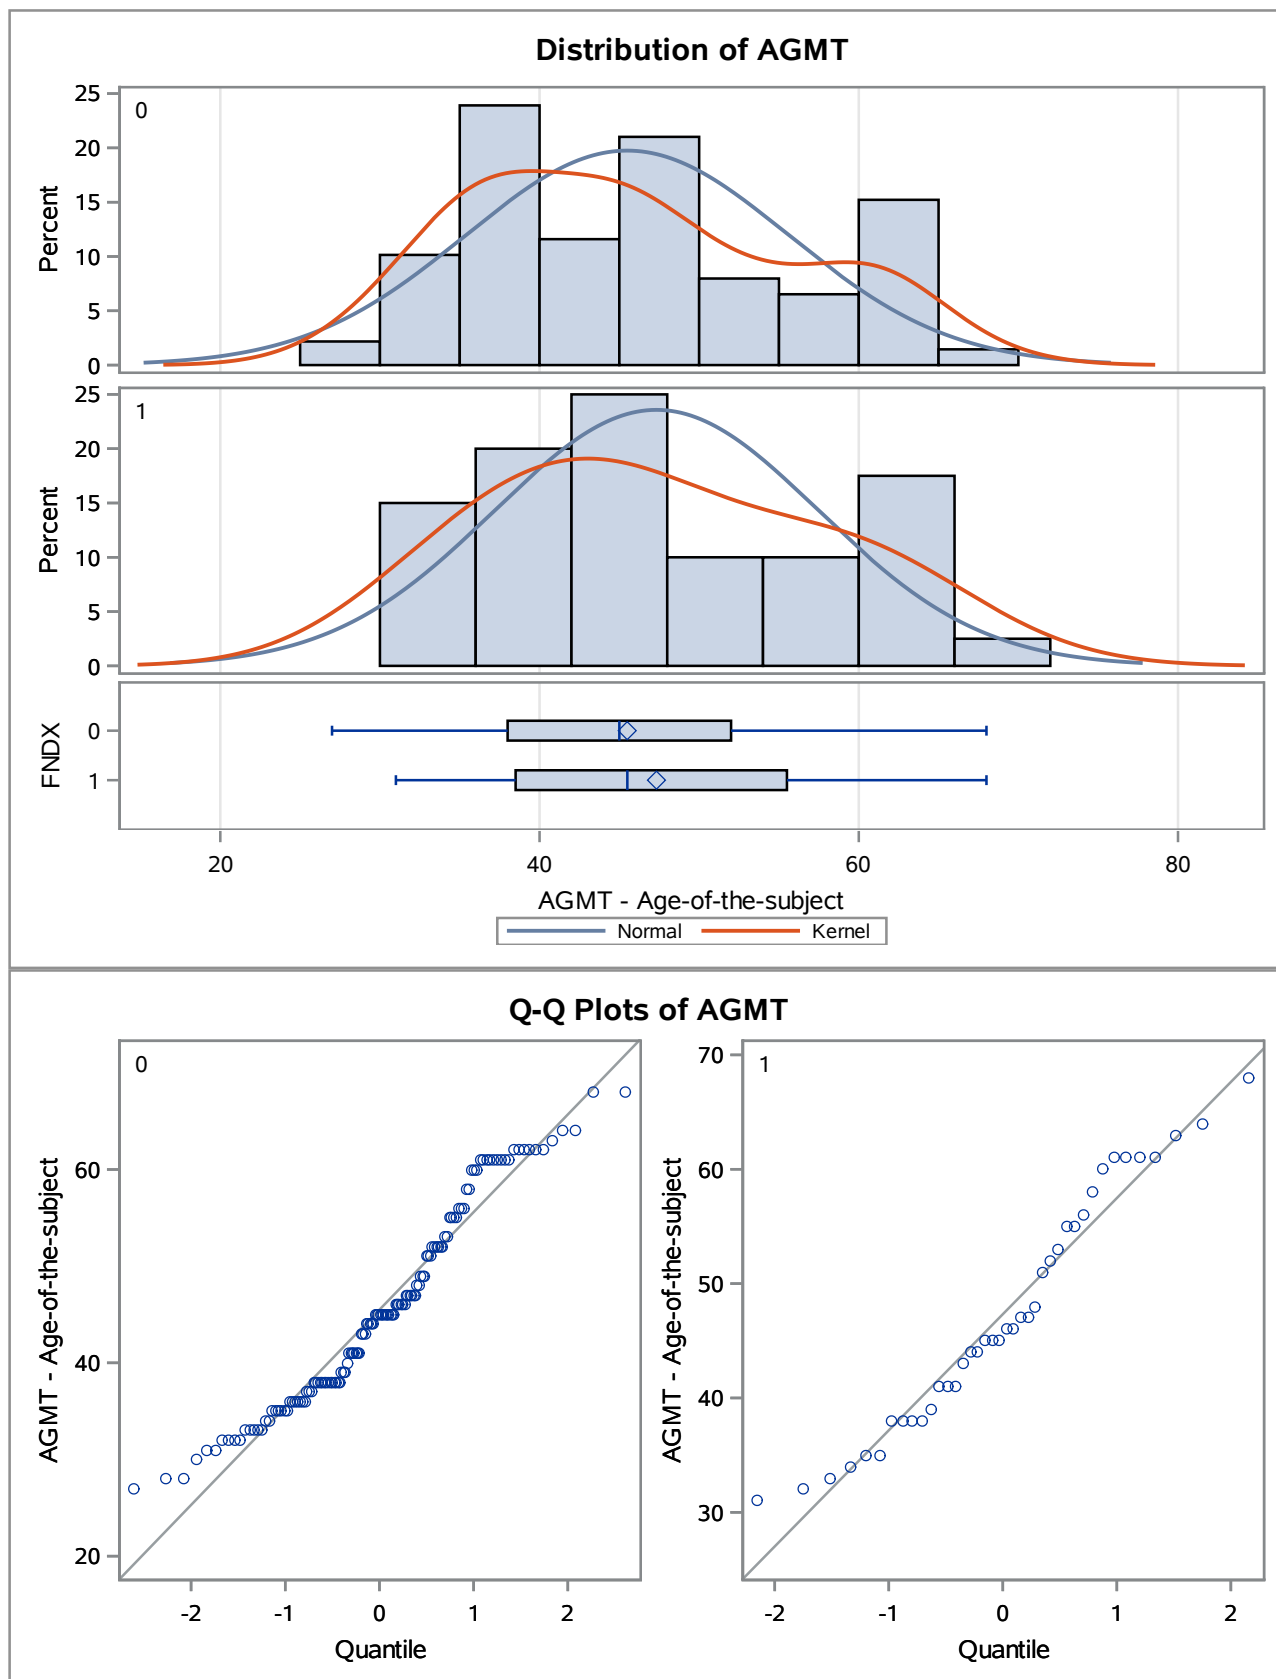 Distribution of AGMT
0
25
20
15
10
5
0
Percent
1
25
20
15
10
5
0
Percent
FNDX
0
1
20 40 60 80
AGMT - Age-of-the-subject
Normal Kernel
Q-Q Plots of AGMT
0
60
40
20
AGMT - Age-of-the-subject
-2 -1 0 1 2
Quantile
1
70
60
50
40
30
AGMT - Age-of-the-subject
-2 -1 0 1 2
Quantile